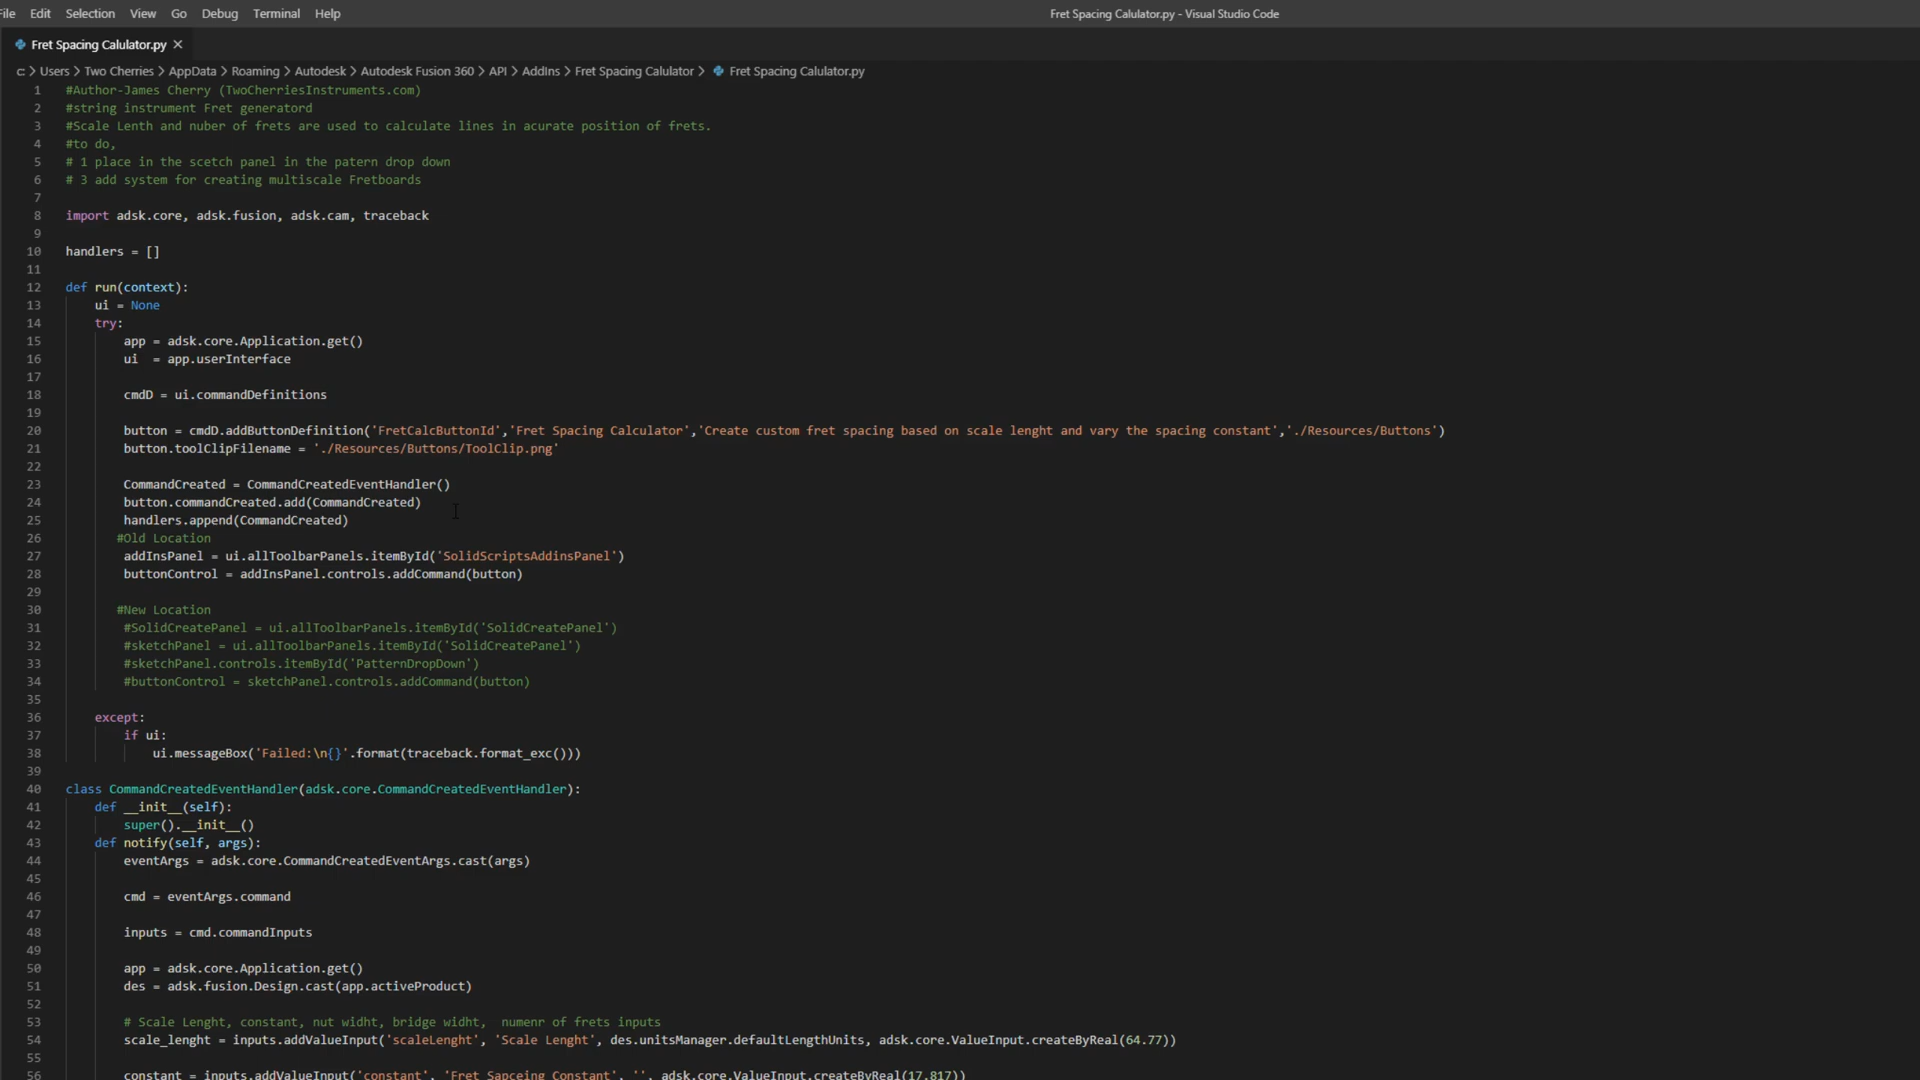 File Edit Selection View Go Debug Terminal Help
Fret Spacing Calulator.py - Visual Studio Code
Fret Spacing Calulator.py ×
c: > Users > Two Cherries > AppData > Roaming > Autodesk > Autodesk Fusion 360 > API > AddIns > Fret Spacing Calulator > Fret Spacing Calulator.py
1 #Author-James Cherry (TwoCherriesInstruments.com)
2 #string instrument Fret generatord
3 #Scale Lenth and nuber of frets are used to calculate lines in acurate position of frets.
4 #to do,
5 # 1 place in the scetch panel in the patern drop down
6 # 3 add system for creating multiscale Fretboards
7
8 import adsk.core, adsk.fusion, adsk.cam, traceback
9
10 handlers = []
11
12 def run(context):
13     ui = None
14     try:
15         app = adsk.core.Application.get()
16         ui  = app.userInterface
17
18         cmdD = ui.commandDefinitions
19
20         button = cmdD.addButtonDefinition('FretCalcButtonId','Fret Spacing Calculator','Create custom fret spacing based on scale lenght and vary the spacing constant','./Resources/Buttons')
21         button.toolClipFilename = './Resources/Buttons/ToolClip.png'
22
23         CommandCreated = CommandCreatedEventHandler()
24         button.commandCreated.add(CommandCreated)
25         handlers.append(CommandCreated)
26        #Old Location
27         addInsPanel = ui.allToolbarPanels.itemById('SolidScriptsAddinsPanel')
28         buttonControl = addInsPanel.controls.addCommand(button)
29
30        #New Location
31         #SolidCreatePanel = ui.allToolbarPanels.itemById('SolidCreatePanel')
32         #sketchPanel = ui.allToolbarPanels.itemById('SolidCreatePanel')
33         #sketchPanel.controls.itemById('PatternDropDown')
34         #buttonControl = sketchPanel.controls.addCommand(button)
35
36     except:
37         if ui:
38             ui.messageBox('Failed:\n{}'.format(traceback.format_exc()))
39
40 class CommandCreatedEventHandler(adsk.core.CommandCreatedEventHandler):
41     def __init__(self):
42         super().__init__()
43     def notify(self, args):
44         eventArgs = adsk.core.CommandCreatedEventArgs.cast(args)
45
46         cmd = eventArgs.command
47
48         inputs = cmd.commandInputs
49
50         app = adsk.core.Application.get()
51         des = adsk.fusion.Design.cast(app.activeProduct)
52
53         # Scale Lenght, constant, nut widht, bridge widht,  numenr of frets inputs
54         scale_lenght = inputs.addValueInput('scaleLenght', 'Scale Lenght', des.unitsManager.defaultLengthUnits, adsk.core.ValueInput.createByReal(64.77))
55
56         constant = inputs.addValueInput('constant', 'Fret Sapceing Constant', '', adsk.core.ValueInput.createByReal(17.817))